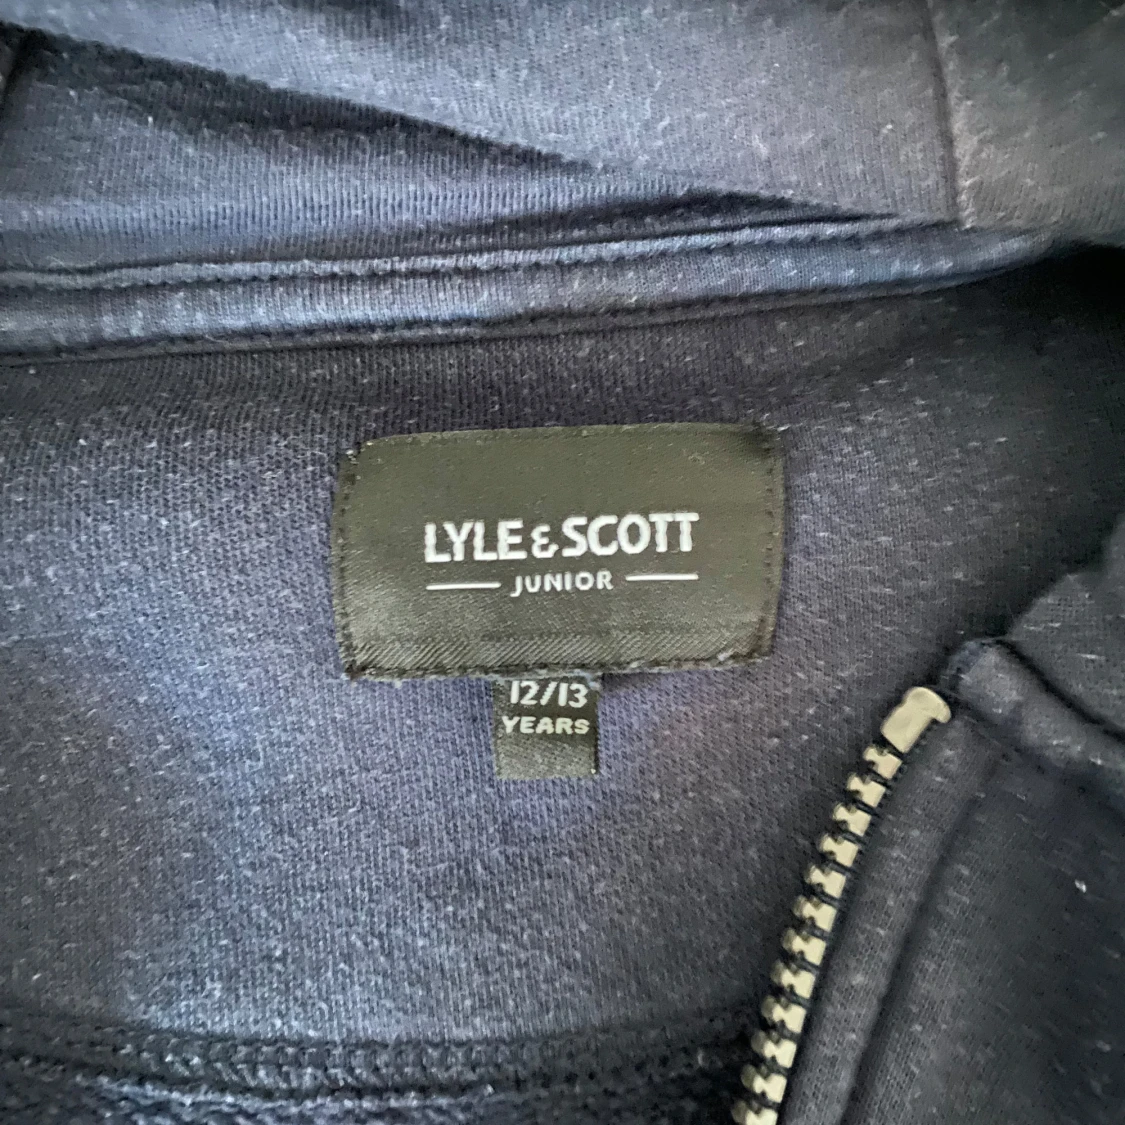 LYLE & SCOTT
JUNIOR
12/13
YEARS